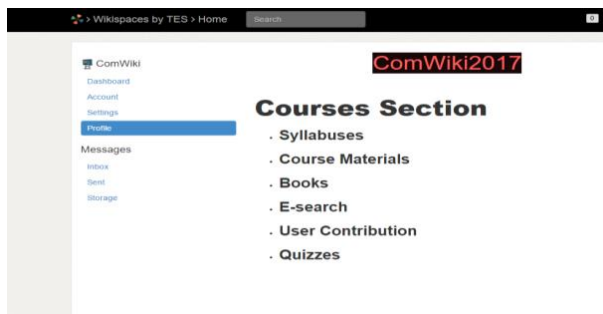 > Wikispaces by TES > Home
Search
0
ComWiki
Dashboard
Account
Settings
Profile
Messages
Inbox
Sent
Storage
ComWiki2017
Courses Section
Syllabuses
Course Materials
Books
E-search
User Contribution
Quizzes